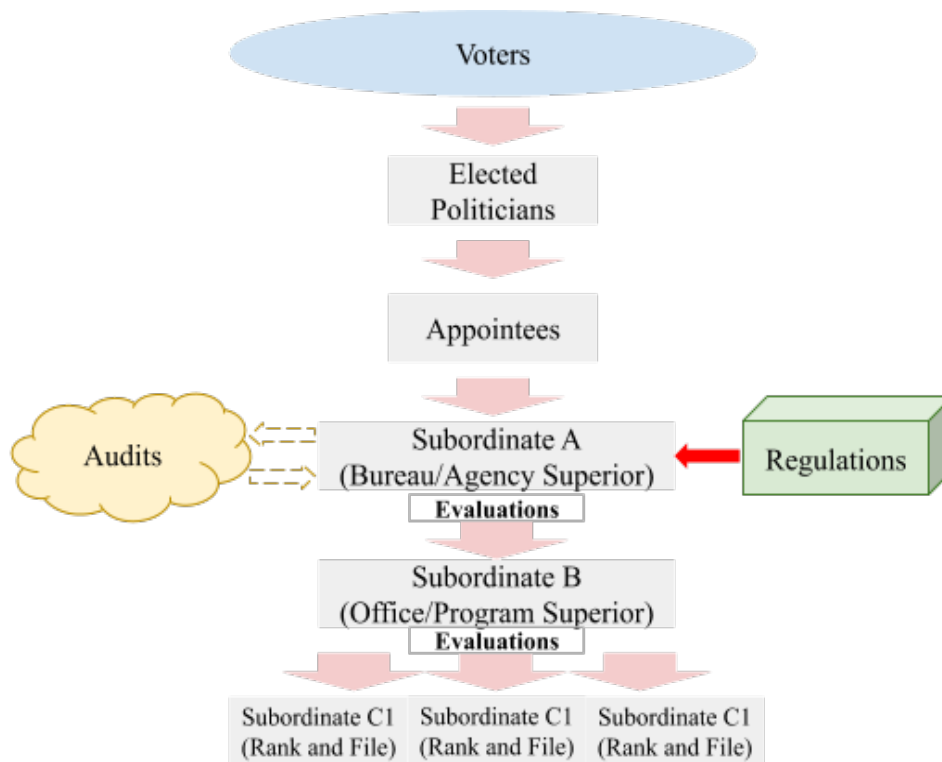 Voters
Elected
Politicians
Appointees
Audits
Subordinate A
(Bureau/Agency Superior)
Regulations
Evaluations
Subordinate B
(Office/Program Superior)
Evaluations
Subordinate C1
(Rank and File)
Subordinate C1
(Rank and File)
Subordinate C1
(Rank and File)